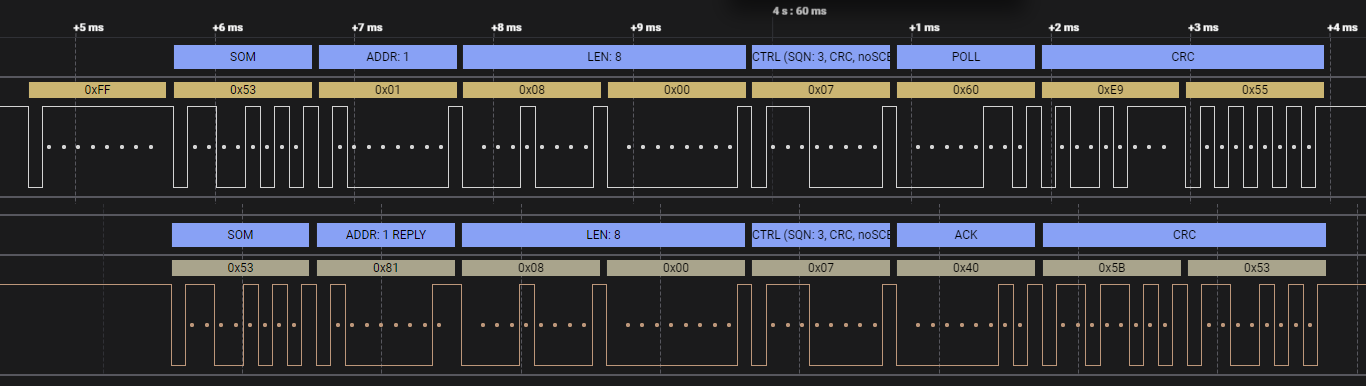 4 s : 60 ms
+5 ms +6 ms +7 ms +8 ms +9 ms +1 ms +2 ms +3 ms +4 ms
SOM ADDR: 1 LEN: 8 CTRL (SQN: 3, CRC, noSCE POLL CRC
0xFF 0x53 0x01 0x08 0x00 0x07 0x60 0xE9 0x55
SOM ADDR: 1 REPLY LEN: 8 CTRL (SQN: 3, CRC, noSCE ACK CRC
0x53 0x81 0x08 0x00 0x07 0x40 0x5B 0x53